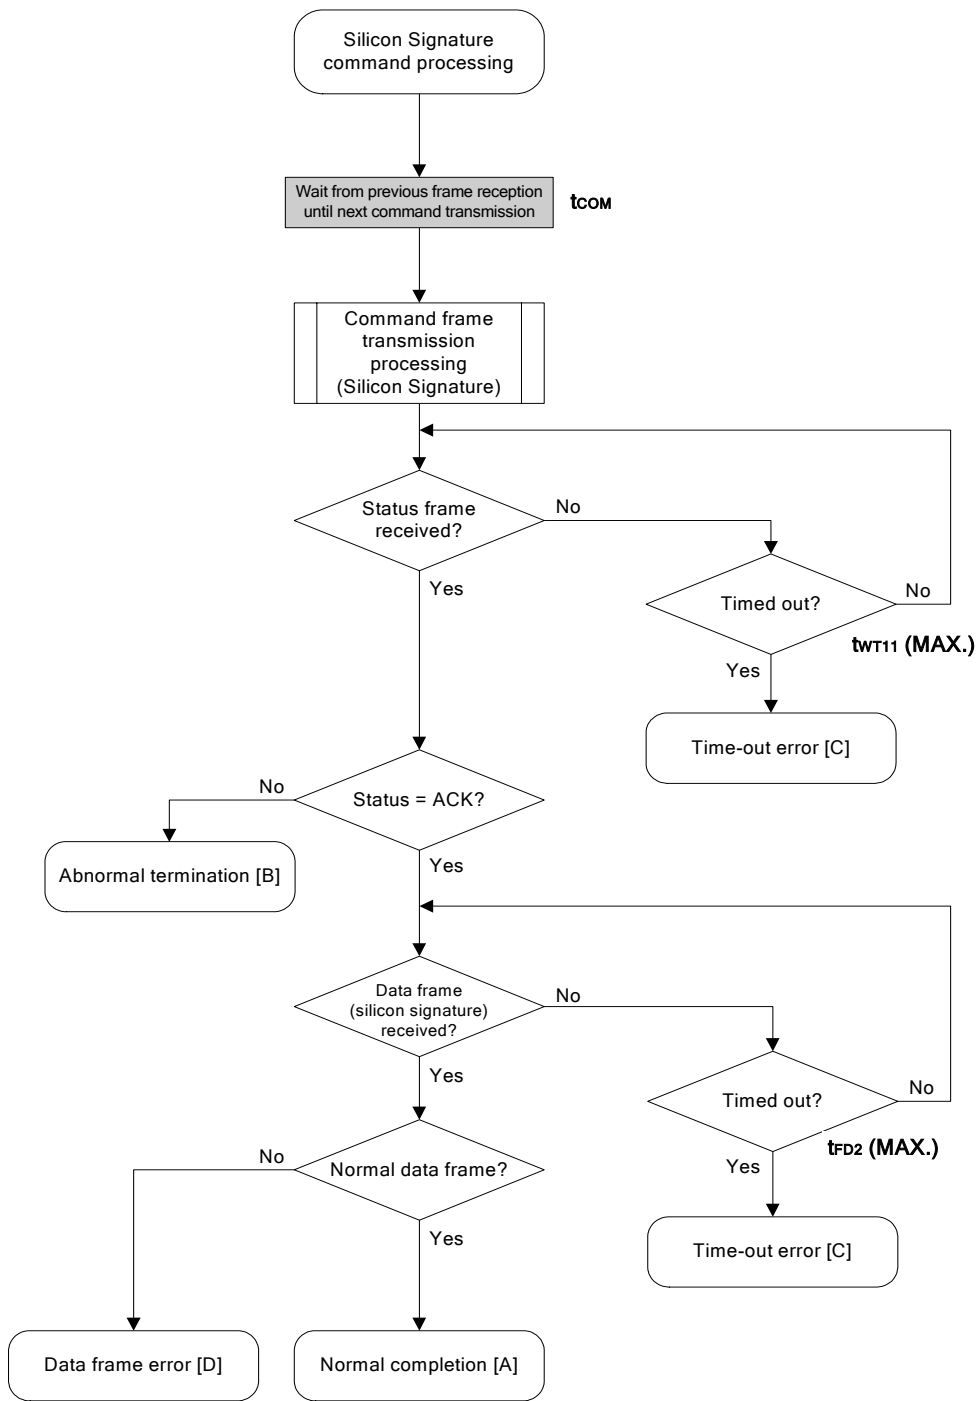 Silicon Signature
command processing
Wait from previous frame reception
until next command transmission
tCOM
Command frame
transmission
processing
(Silicon Signature)
Status frame
received?
No
Yes
Timed out?
No
tWT11 (MAX.)
Yes
Time-out error [C]
No
Status = ACK?
Abnormal termination [B]
Yes
Data frame
(silicon signature)
received?
No
Yes
Timed out?
No
tFD2 (MAX.)
Yes
Time-out error [C]
No
Normal data frame?
Yes
Data frame error [D]
Normal completion [A]